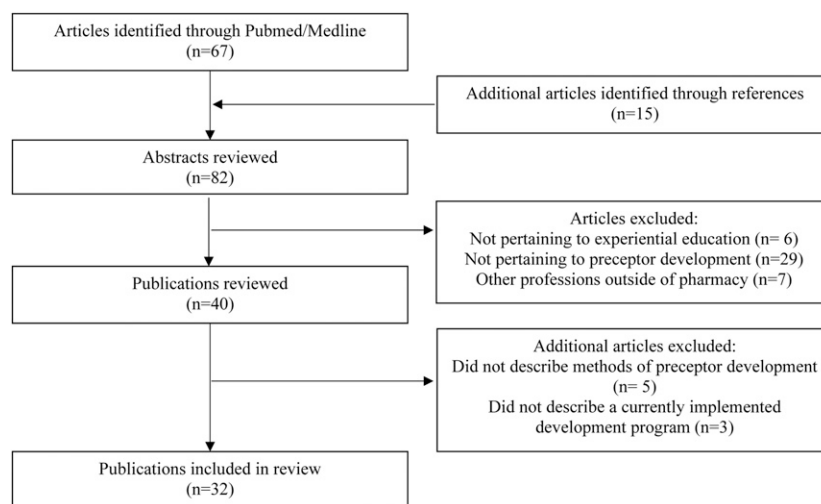 Articles identified through Pubmed/Medline
(n=67)
Additional articles identified through references
(n=15)
Abstracts reviewed
(n=82)
Articles excluded:
Not pertaining to experiential education (n= 6)
Not pertaining to preceptor development (n=29)
Other professions outside of pharmacy (n=7)
Publications reviewed
(n=40)
Additional articles excluded:
Did not describe methods of preceptor development
(n= 5)
Did not describe a currently implemented
development program (n=3)
Publications included in review
(n=32)